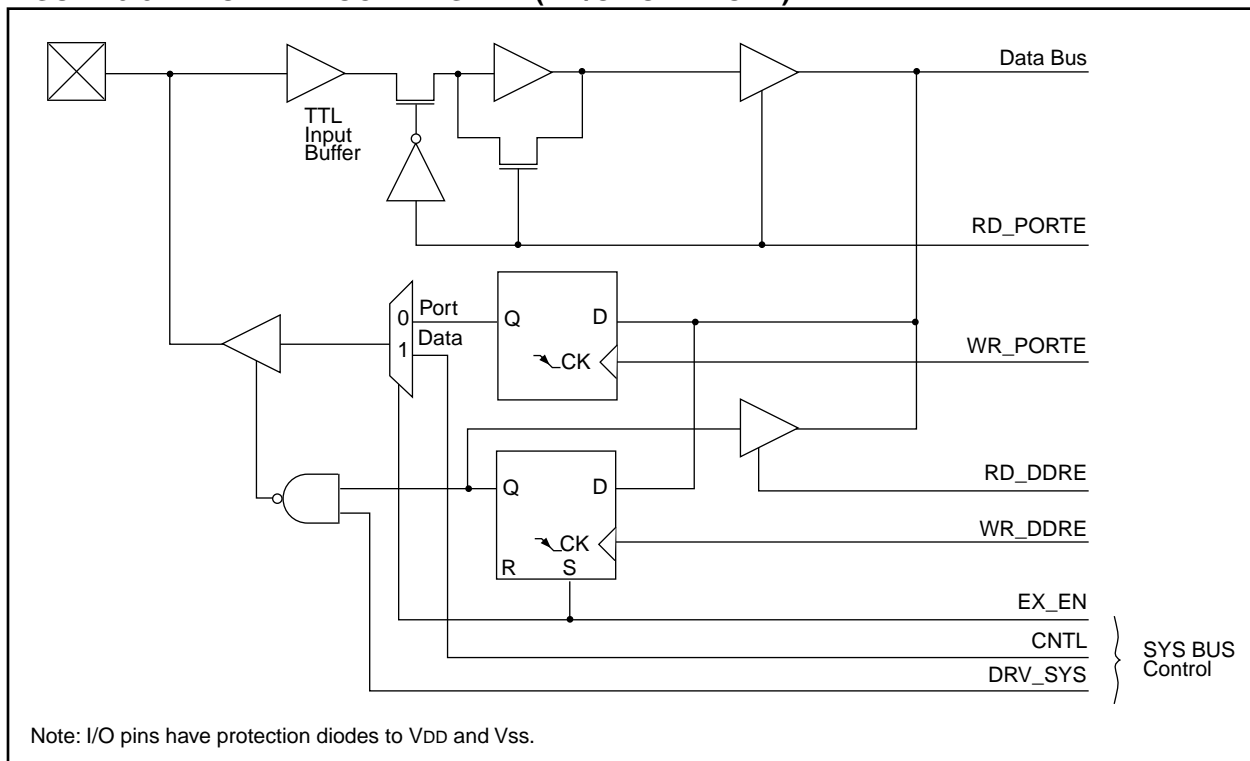 Data Bus
TTL
Input
Buffer
RD_PORTE
Port
0
Q
D
Data
1
WR_PORTE
CK
Q
D
RD_DDRE
WR_DDRE
CK
R
S
EX_EN
CNTL
SYS BUS
Control
DRV_SYS
Note: I/O pins have protection diodes to VDD and Vss.